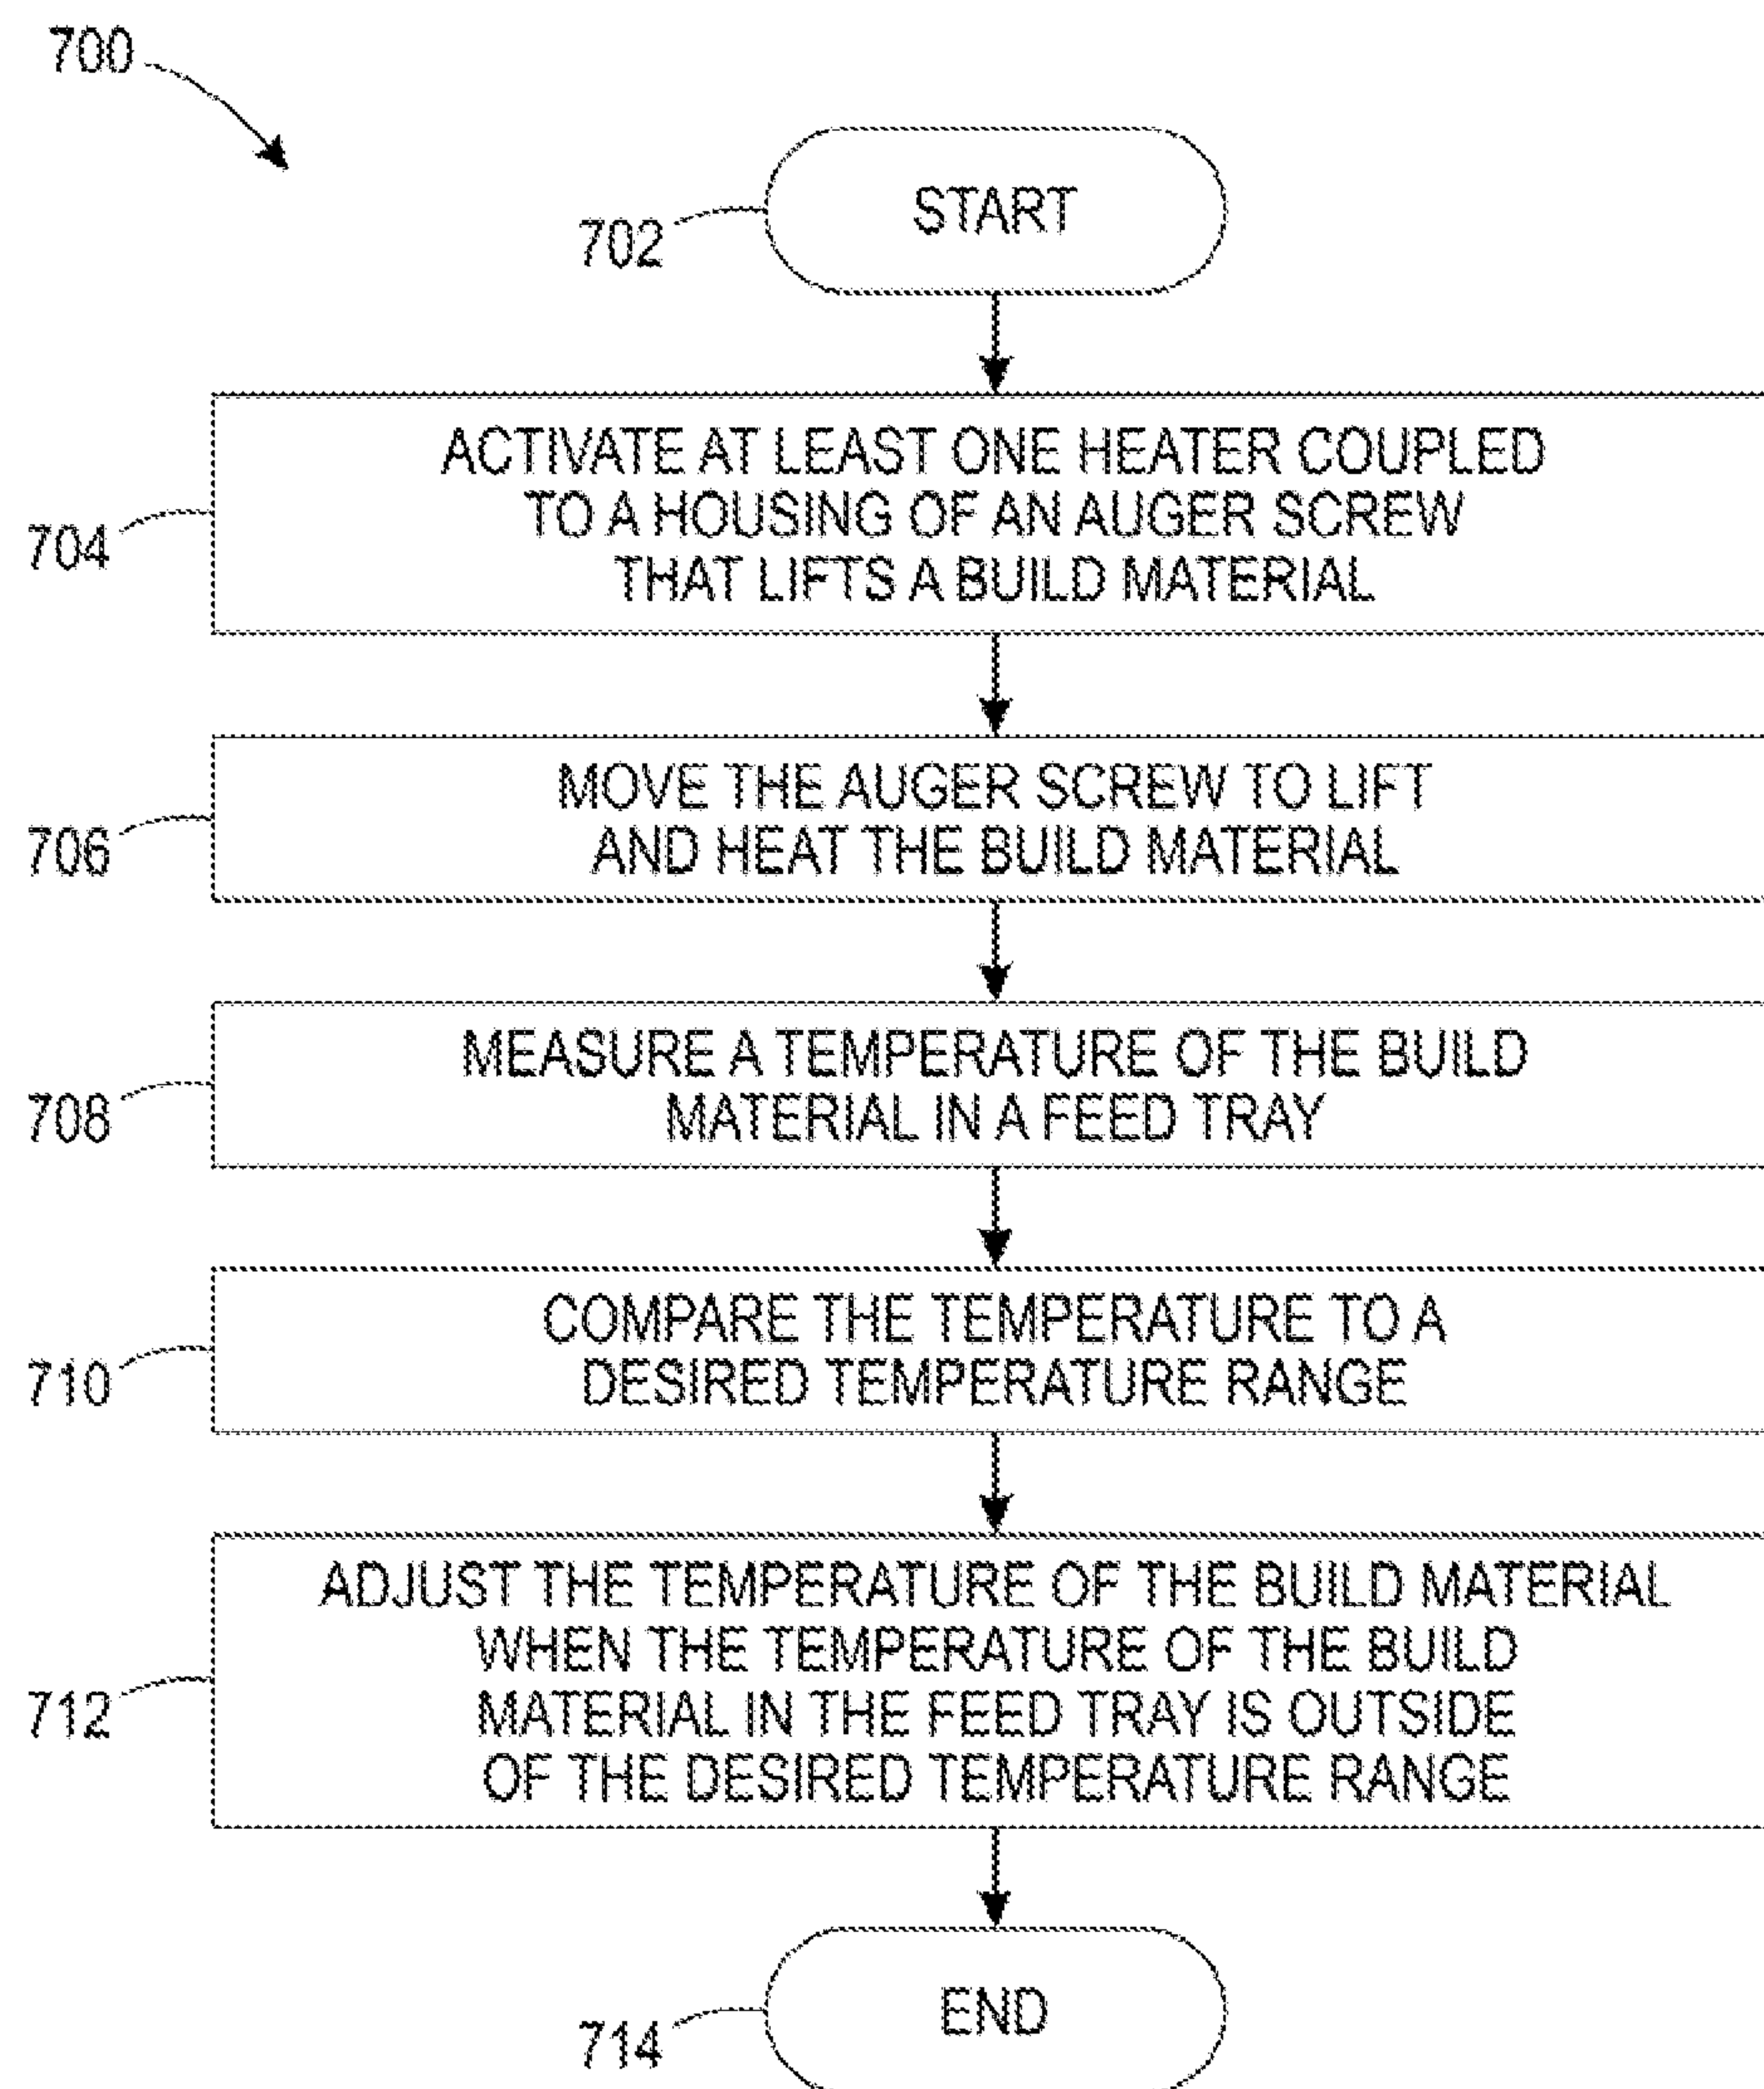 700
START
702
ACTIVATE AT LEAST ONE HEATER COUPLED
TO A HOUSING OF AN AUGER SCREW
THAT LIFTS A BUILD MATERIAL
704
MOVE THE AUGER SCREW TO LIFT
AND HEAT THE BUILD MATERIAL
706
MEASURE A TEMPERATURE OF THE BUILD
MATERIAL IN A FEED TRAY
708
COMPARE THE TEMPERATURE TO A
DESIRED TEMPERATURE RANGE
710
ADJUST THE TEMPERATURE OF THE BUILD MATERIAL
WHEN THE TEMPERATURE OF THE BUILD
MATERIAL IN THE FEED TRAY IS OUTSIDE
OF THE DESIRED TEMPERATURE RANGE
712
END
714